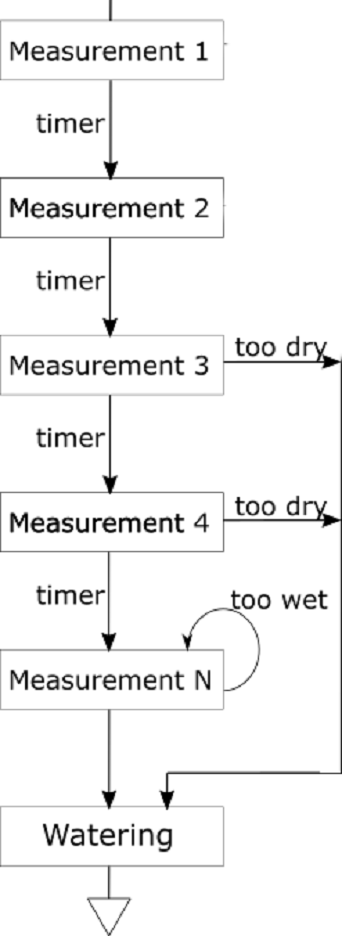 Measurement 1
timer
Measurement 2
timer
too dry
Measurement 3
timer
too dry
Measurement 4
timer
too wet
Measurement N
Watering